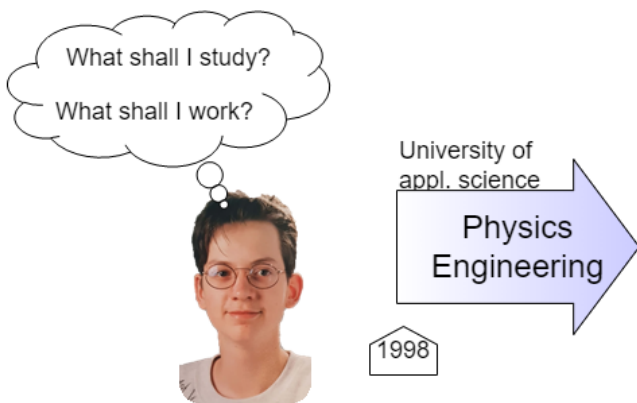 What shall I study?
What shall I work?
University of
appl. science
Physics
Engineering
1998